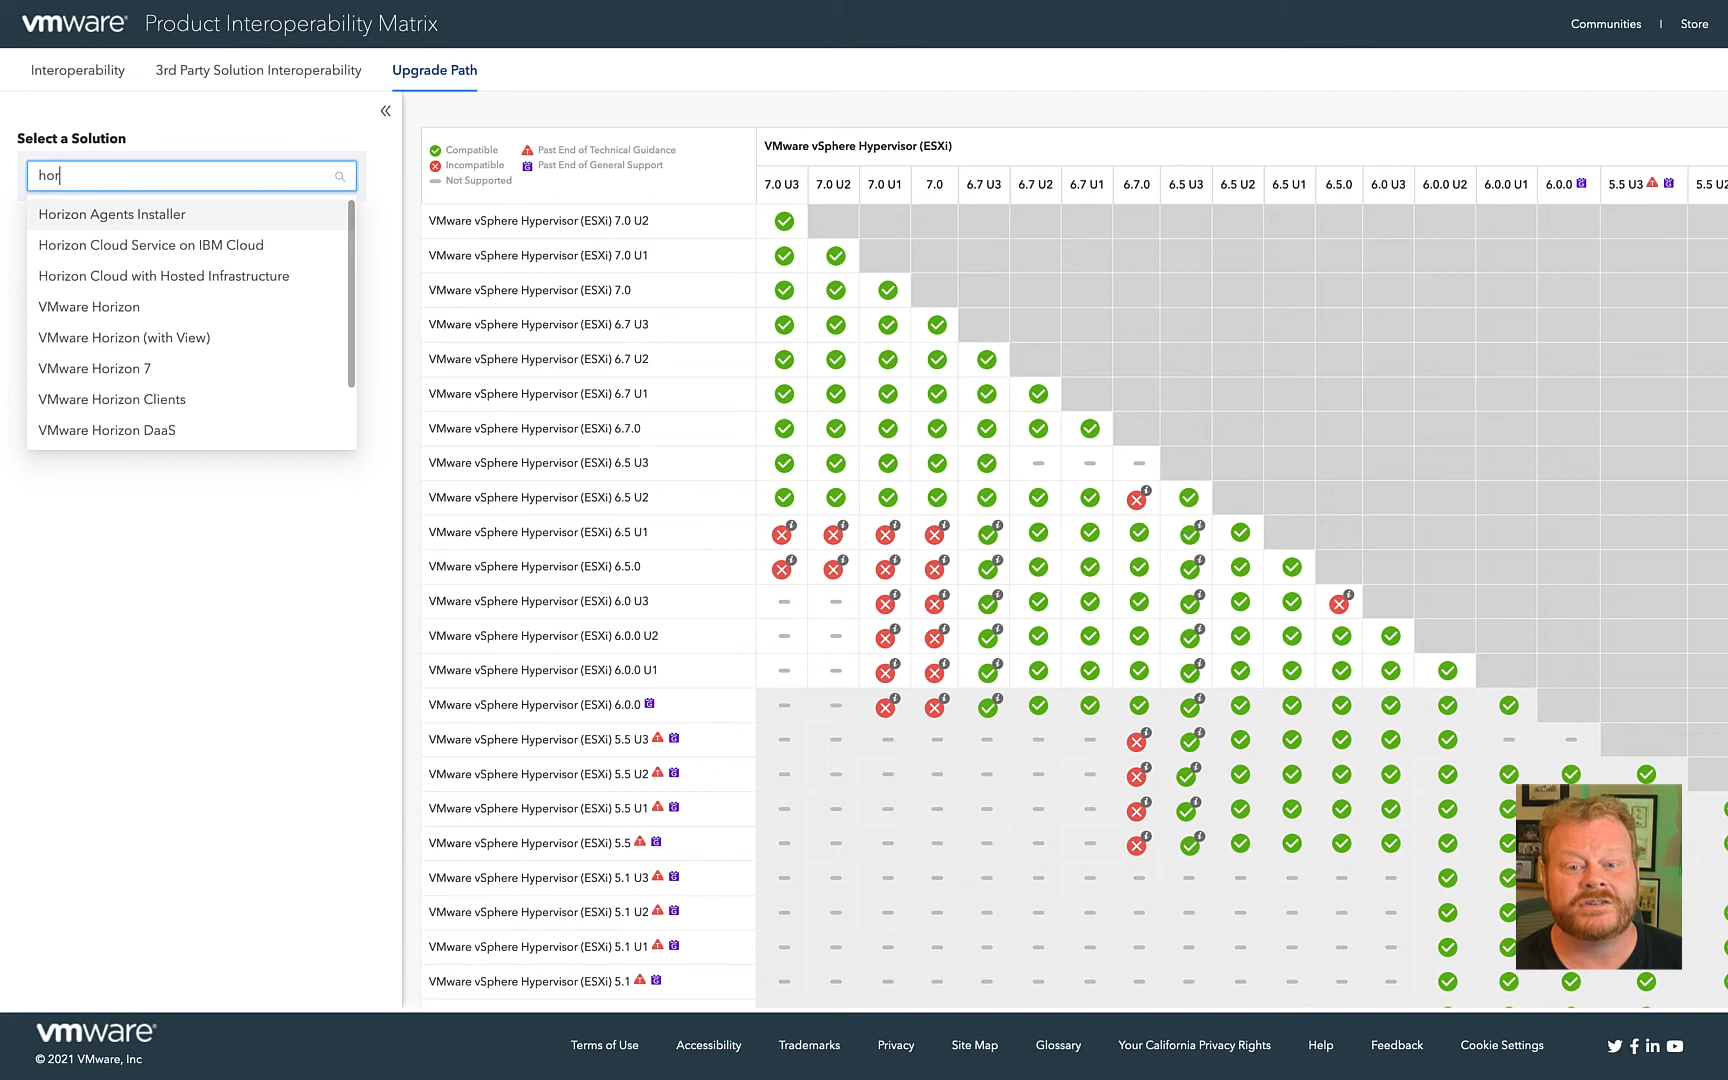 vmware® Product Interoperability Matrix
Communities | Store
Interoperability 3rd Party Solution Interoperability Upgrade Path
Select a Solution
hor
Horizon Agents Installer
Horizon Cloud Service on IBM Cloud
Horizon Cloud with Hosted Infrastructure
VMware Horizon
VMware Horizon (with View)
VMware Horizon 7
VMware Horizon Clients
VMware Horizon DaaS
Compatible Past End of Technical Guidance
Incompatible Past End of General Support
Not Supported
VMware vSphere Hypervisor (ESXi)
7.0 U3 7.0 U2 7.0 U1 7.0 6.7 U3 6.7 U2 6.7 U1 6.7.0 6.5 U3 6.5 U2 6.5 U1 6.5.0 6.0 U3 6.0.0 U2 6.0.0 U1 6.0.0 5.5 U3 5.5 U2
VMware vSphere Hypervisor (ESXi) 7.0 U2
VMware vSphere Hypervisor (ESXi) 7.0 U1
VMware vSphere Hypervisor (ESXi) 7.0
VMware vSphere Hypervisor (ESXi) 6.7 U3
VMware vSphere Hypervisor (ESXi) 6.7 U2
VMware vSphere Hypervisor (ESXi) 6.7 U1
VMware vSphere Hypervisor (ESXi) 6.7.0
VMware vSphere Hypervisor (ESXi) 6.5 U3
VMware vSphere Hypervisor (ESXi) 6.5 U2
VMware vSphere Hypervisor (ESXi) 6.5 U1
VMware vSphere Hypervisor (ESXi) 6.5.0
VMware vSphere Hypervisor (ESXi) 6.0 U3
VMware vSphere Hypervisor (ESXi) 6.0.0 U2
VMware vSphere Hypervisor (ESXi) 6.0.0 U1
VMware vSphere Hypervisor (ESXi) 6.0.0
VMware vSphere Hypervisor (ESXi) 5.5 U3
VMware vSphere Hypervisor (ESXi) 5.5 U2
VMware vSphere Hypervisor (ESXi) 5.5 U1
VMware vSphere Hypervisor (ESXi) 5.5
VMware vSphere Hypervisor (ESXi) 5.1 U3
VMware vSphere Hypervisor (ESXi) 5.1 U2
VMware vSphere Hypervisor (ESXi) 5.1 U1
VMware vSphere Hypervisor (ESXi) 5.1
vmware®
© 2021 VMware, Inc
Terms of Use Accessibility Trademarks Privacy Site Map Glossary Your California Privacy Rights Help Feedback Cookie Settings